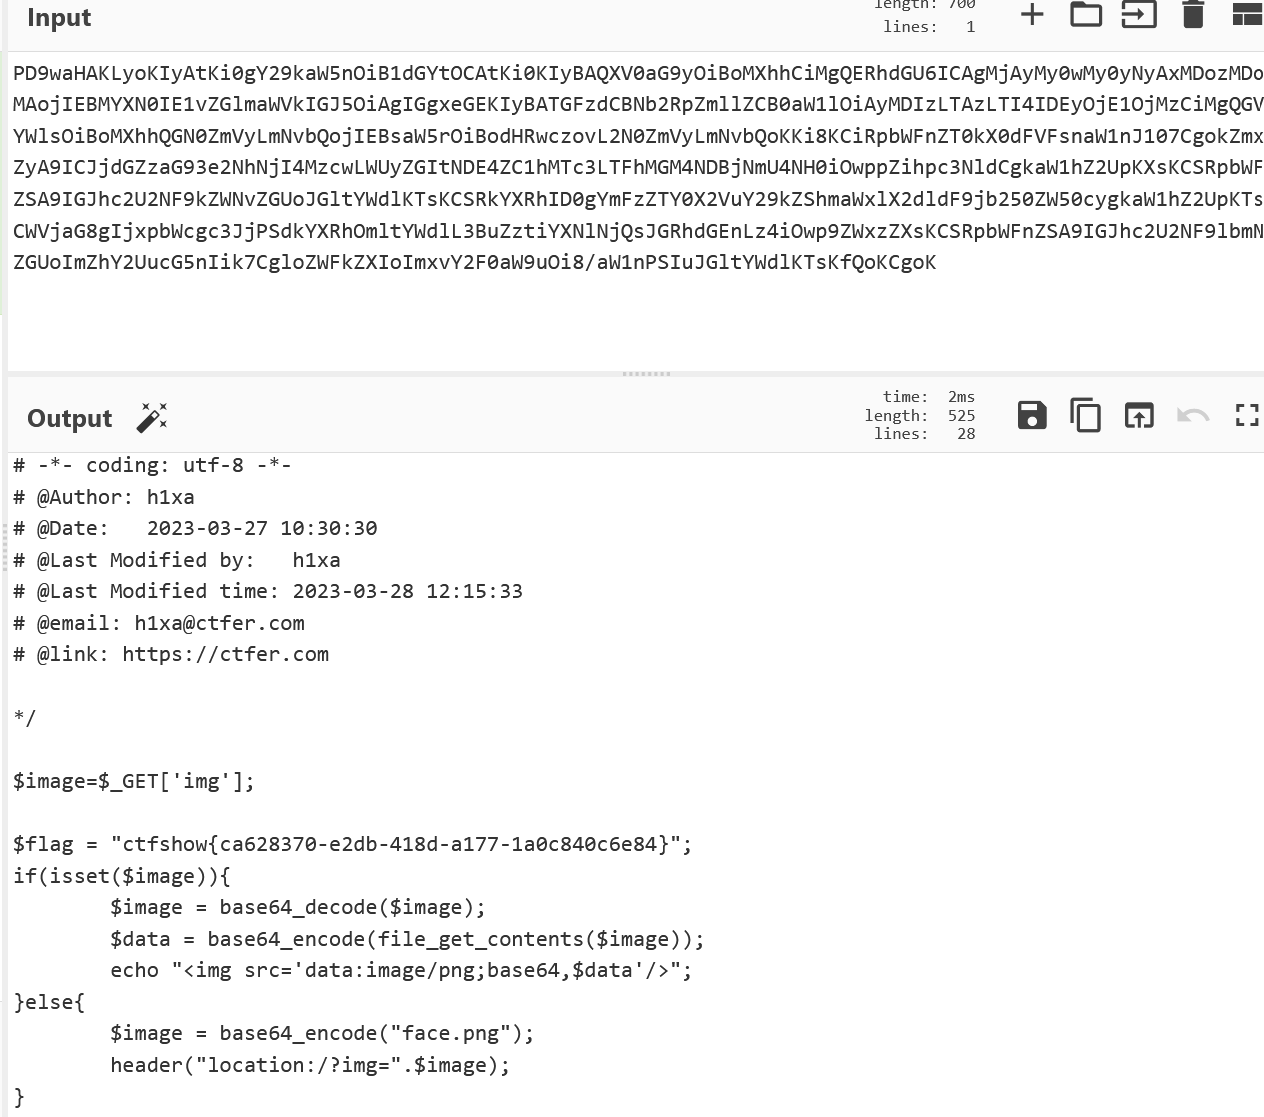 Input
length: 700
lines: 1
PD9waHAKLyoKIyAtKi0gY29kaW5nOiB1dGYtOCAtKi0KIyBAQXV0aG9yOiBoMXhhCiMgQERhdGU6ICAgMjAyMy0wMy0yNyAxMDozMDo
MAojIEBMYXN0IE1vZGlmaWVkIGJ5OiAgIGgxeGEKIyBATGFzdCBNb2RpZmllZCB0aW1lOiAyMDIzLTAzLTI4IDEyOjE1OjMzCiMgQGV
YWlsOiBoMXhhQGN0ZmVyLmNvbQojIEBsaW5rOiBodHRwczovL2N0ZmVyLmNvbQoKKi8KCiRpbWFnZT0kX0dFVFsnaW1nJ107CgokZmx
ZyA9ICJjdGZzaG93e2NhNjI4MzcwLWUyZGItNDE4ZC1hMTc3LTFhMGM4NDBjNmU4NH0iOwppZihpc3NldCgkaW1hZ2UpKXsKCSRpbWF
ZSA9IGJhc2U2NF9kZWNvZGUoJGltYWdlKTsKCSRkYXRhID0gYmFzZTY0X2VuY29kZShmaWxlX2dldF9jb250ZW50cygkaW1hZ2UpKTs
CWVjaG8gIjxpbWcgc3JjPSdkYXRhOmltYWdlL3BuZztiYXNlNjQsJGRhdGEnLz4iOwp9ZWxzZXsKCSRpbWFnZSA9IGJhc2U2NF9lbmN
ZGUoImZhY2UucG5nIik7CgloZWFkZXIoImxvY2F0aW9uOi8/aW1nPSIuJGltYWdlKTsKfQoKCgoK
Output
time: 2ms
length: 525
lines: 28
# -*- coding: utf-8 -*-
# @Author: h1xa
# @Date:   2023-03-27 10:30:30
# @Last Modified by:   h1xa
# @Last Modified time: 2023-03-28 12:15:33
# @email: h1xa@ctfer.com
# @link: https://ctfer.com
*/
$image=$_GET['img'];
$flag = "ctfshow{ca628370-e2db-418d-a177-1a0c840c6e84}";
if(isset($image)){
        $image = base64_decode($image);
        $data = base64_encode(file_get_contents($image));
        echo "<img src='data:image/png;base64,$data'/>";
}else{
        $image = base64_encode("face.png");
        header("location:/?img=".$image);
}